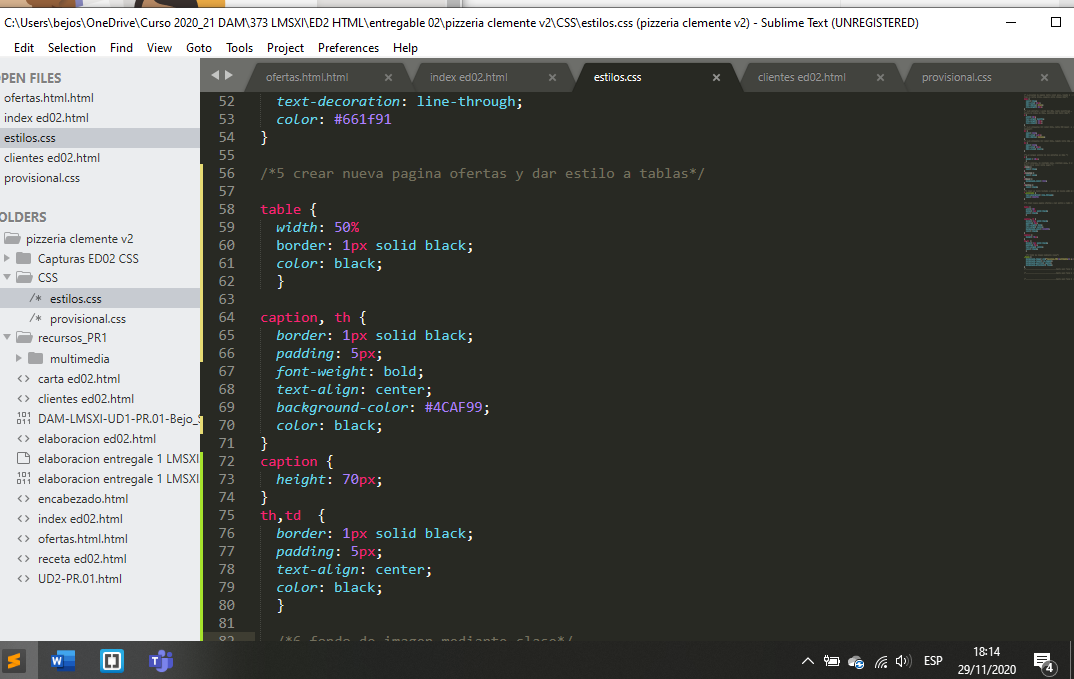 C:\Users\bejos\OneDrive\Curso 2020_21 DAM\373 LMSXI\ED2 HTML\entregable 02\pizzeria clemente v2\CSS\estilos.css (pizzeria clemente v2) - Sublime Text (UNREGISTERED)
Edit Selection Find View Goto Tools Project Preferences Help
PEN FILES
ofertas.html.html
index ed02.html
estilos.css
clientes ed02.html
provisional.css
OLDERS
pizzeria clemente v2
Capturas ED02 CSS
CSS
/* estilos.css
/* provisional.css
recursos_PR1
multimedia
<> carta ed02.html
<> clientes ed02.html
DAM-LMSXI-UD1-PR.01-Bejo_S
<> elaboracion ed02.html
elaboracion entregale 1 LMSXI
elaboracion entregale 1 LMSXI
<> encabezado.html
<> index ed02.html
<> ofertas.html.html
<> receta ed02.html
<> UD2-PR.01.html
ofertas.html.html × index ed02.html × estilos.css × clientes ed02.html × provisional.css ×
52 text-decoration: line-through;
53 color: #661f91
54 }
55
56 /*5 crear nueva pagina ofertas y dar estilo a tablas*/
57
58 table {
59 width: 50%
60 border: 1px solid black;
61 color: black;
62 }
63
64 caption, th {
65 border: 1px solid black;
66 padding: 5px;
67 font-weight: bold;
68 text-align: center;
69 background-color: #4CAF99;
70 color: black;
71 }
72 caption {
73 height: 70px;
74 }
75 th,td {
76 border: 1px solid black;
77 padding: 5px;
78 text-align: center;
79 color: black;
80 }
81
82 /*6 fondo de imagen mediante clase*/
ESP
18:14
29/11/2020
4